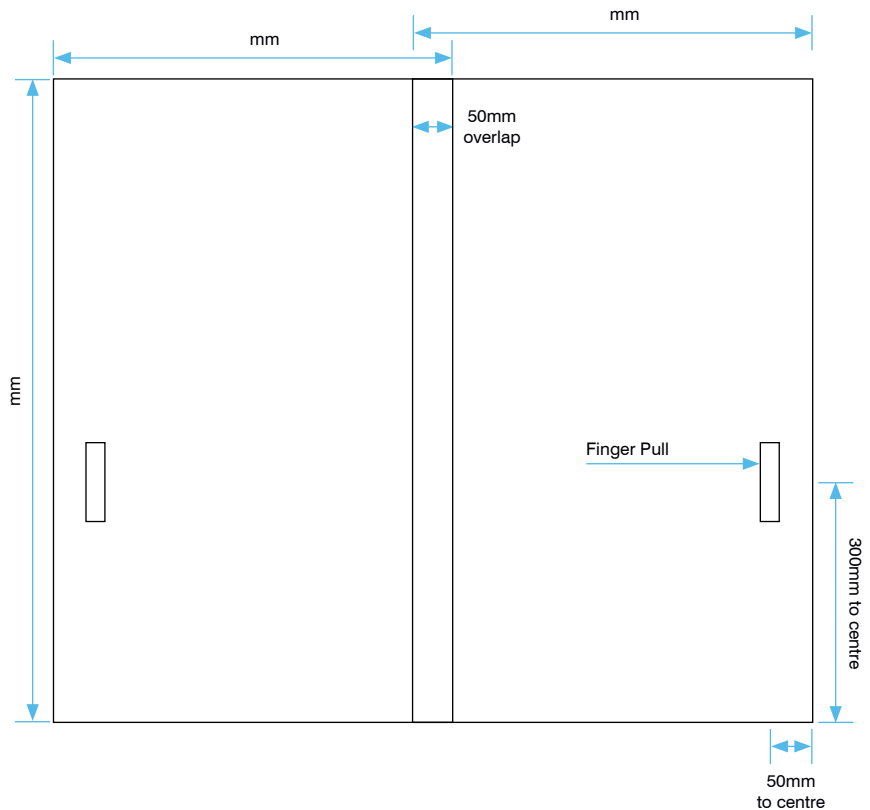 mm
mm
50mm
overlap
mm
Finger Pull
300mm to centre
50mm
to centre